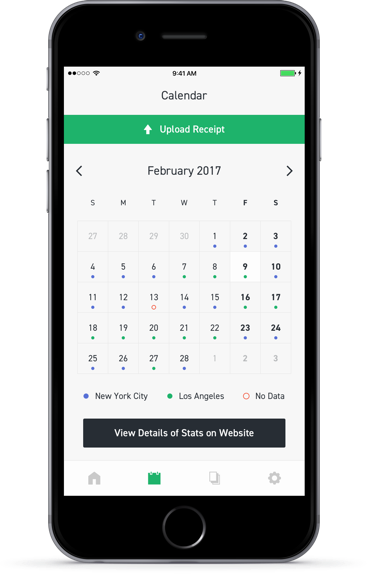 9:41 AM
Calendar
Upload Receipt
February 2017
S M T W T F S
27 28 29 30 1 2 3
4 5 6 7 8 9 10
11 12 13 14 15 16 17
18 19 20 21 22 23 24
25 26 27 28 1 2 3
New York City Los Angeles No Data
View Details of Stats on Website